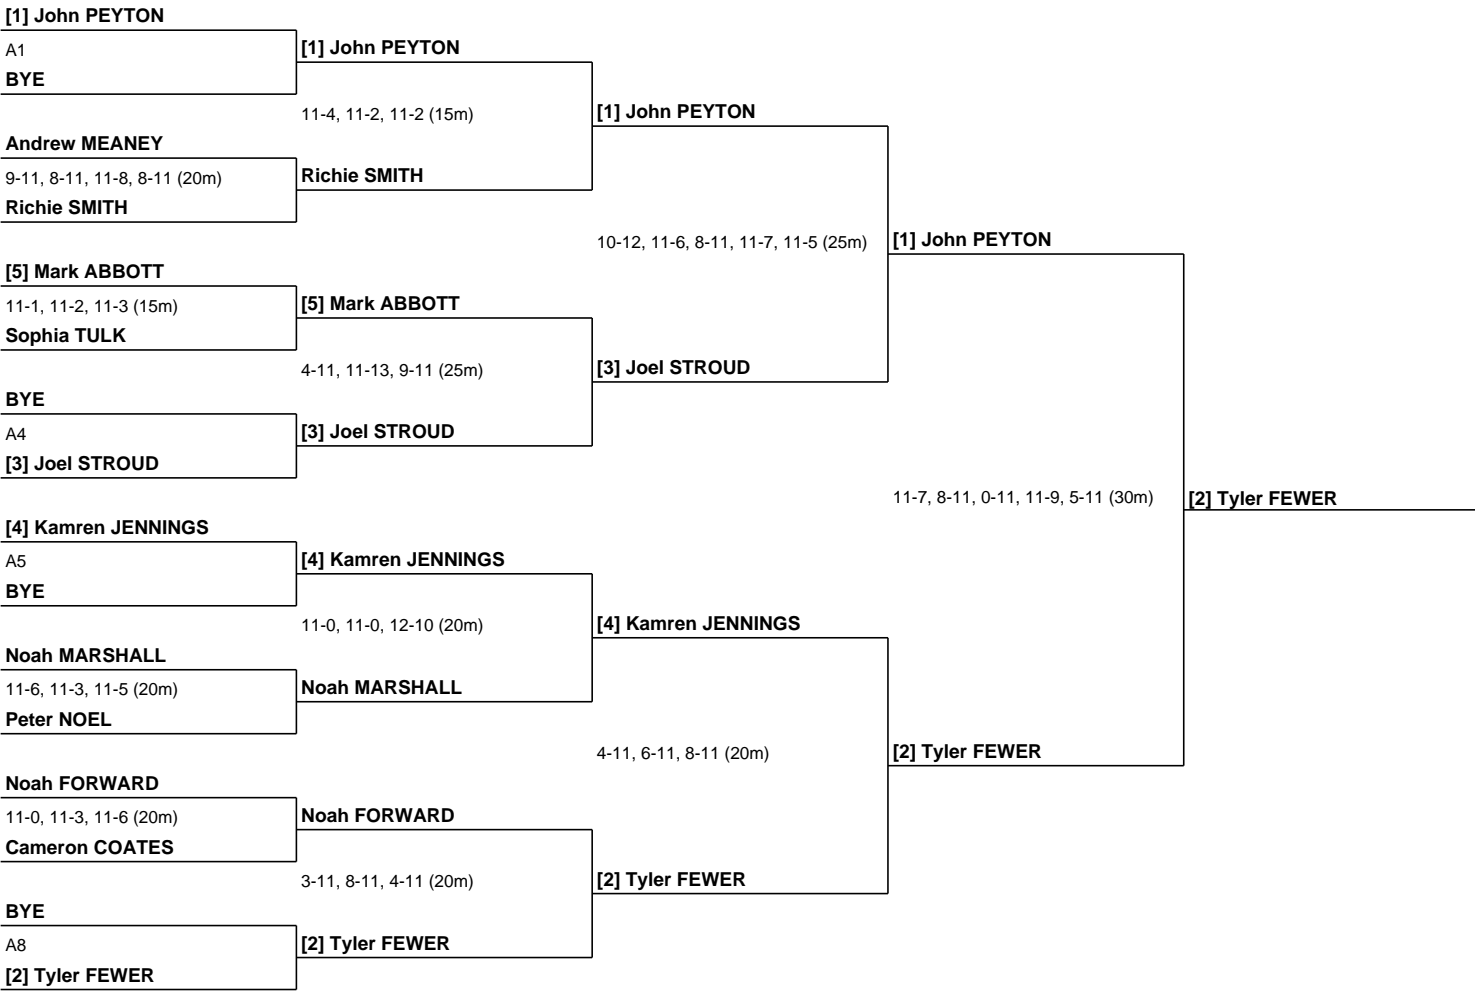 [1] John PEYTON
A1
BYE
Andrew MEANEY
9-11, 8-11, 11-8, 8-11 (20m)
Richie SMITH
[5] Mark ABBOTT
11-1, 11-2, 11-3 (15m)
Sophia TULK
BYE
A4
[3] Joel STROUD
[4] Kamren JENNINGS
A5
BYE
Noah MARSHALL
11-6, 11-3, 11-5 (20m)
Peter NOEL
Noah FORWARD
11-0, 11-3, 11-6 (20m)
Cameron COATES
BYE
A8
[2] Tyler FEWER
[1] John PEYTON
11-4, 11-2, 11-2 (15m)
Richie SMITH
[5] Mark ABBOTT
4-11, 11-13, 9-11 (25m)
[3] Joel STROUD
[4] Kamren JENNINGS
11-0, 11-0, 12-10 (20m)
Noah MARSHALL
Noah FORWARD
3-11, 8-11, 4-11 (20m)
[2] Tyler FEWER
[1] John PEYTON
10-12, 11-6, 8-11, 11-7, 11-5 (25m)
[3] Joel STROUD
[4] Kamren JENNINGS
4-11, 6-11, 8-11 (20m)
[2] Tyler FEWER
[1] John PEYTON
11-7, 8-11, 0-11, 11-9, 5-11 (30m)
[2] Tyler FEWER
[2] Tyler FEWER